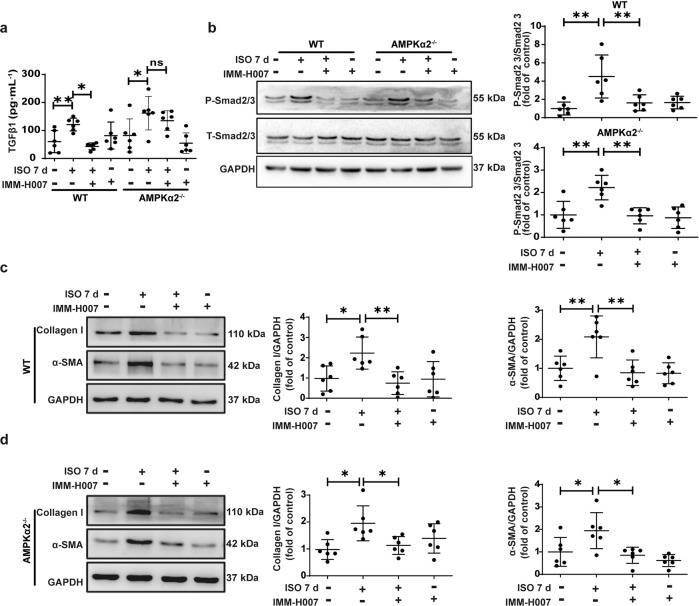 a
TGFβ1 (pg·mL⁻¹)
300
200
100
0
** * * ns
ISO 7 d - + + - - + + -
IMM-H007 - - + + - - + +
WT AMPKα2⁻/⁻
b
WT AMPKα2⁻/⁻
ISO 7 d - + + - - + + -
IMM-H007 - - + + - - + +
P-Smad2/3 55 kDa
T-Smad2/3 55 kDa
GAPDH 37 kDa
WT
P-Smad2 3/Smad2 3
(fold of control)
10
8
6
4
2
0
** **
AMPKα2⁻/⁻
P-Smad2 3/Smad2 3
(fold of control)
6
4
2
0
** **
ISO 7 d - + + -
IMM-H007 - - + +
c
ISO 7 d - + + -
IMM-H007 - - + +
WT
Collagen I 110 kDa
α-SMA 42 kDa
GAPDH 37 kDa
Collagen I/GAPDH
(fold of control)
4
3
2
1
0
* **
ISO 7 d - + + -
IMM-H007 - - + +
α-SMA/GAPDH
(fold of control)
3
2
1
0
** **
ISO 7 d - + + -
IMM-H007 - - + +
d
ISO 7 d - + + -
IMM-H007 - - + +
AMPKα2⁻/⁻
Collagen I 110 kDa
α-SMA 42 kDa
GAPDH 37 kDa
Collagen I/GAPDH
(fold of control)
4
3
2
1
0
* *
ISO 7 d - + + -
IMM-H007 - - + +
α-SMA/GAPDH
(fold of control)
4
3
2
1
0
* *
ISO 7 d - + + -
IMM-H007 - - + +